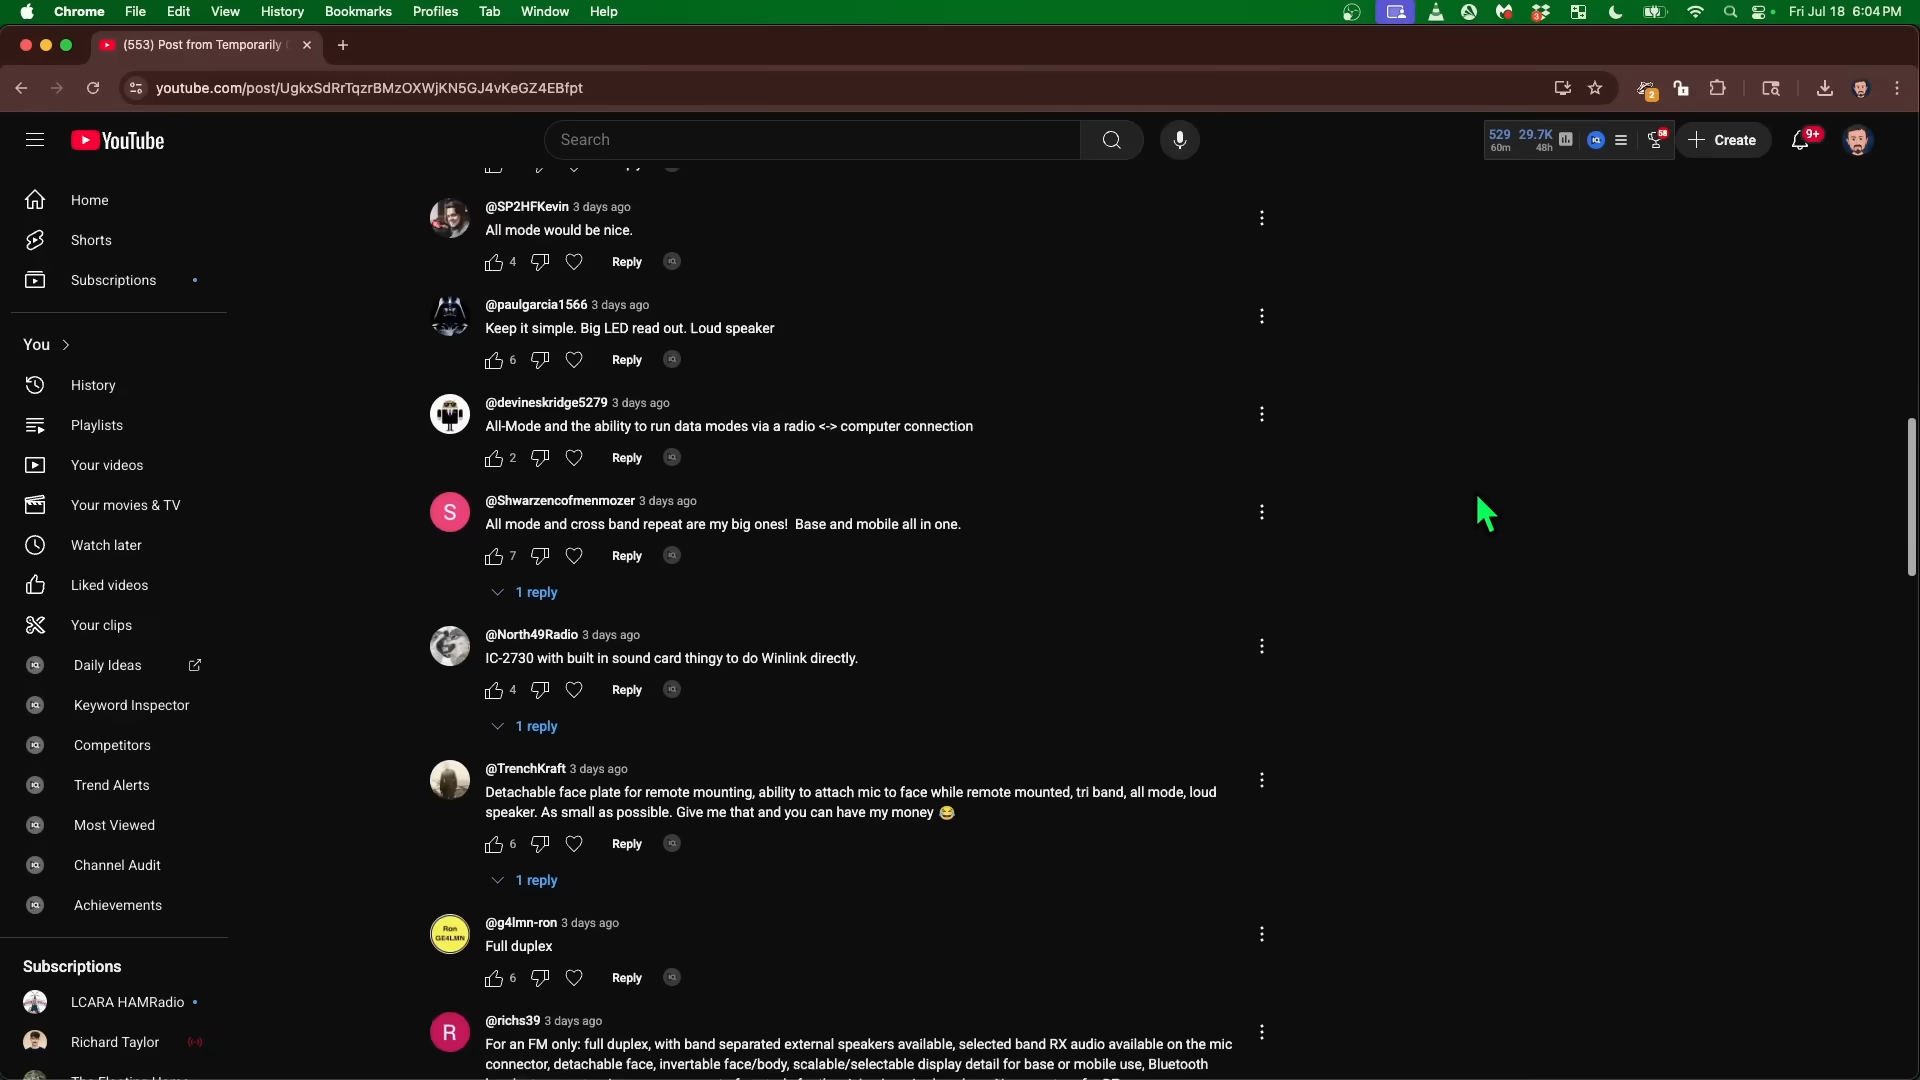 Chrome File Edit View History Bookmarks Profiles Tab Window Help
3
Fri Jul 18 6:04 PM
(553) Post from Temporarily
youtube.com/post/UgkxSdRrTqzrBMzOXWjKN5GJ4vKeGZ4EBfpt
2
YouTube
Search
529 29.7K
60m 48h
58
Create
9+
Home
Shorts
Subscriptions
You
History
Playlists
Your videos
Your movies & TV
Watch later
Liked videos
Your clips
Daily Ideas
Keyword Inspector
Competitors
Trend Alerts
Most Viewed
Channel Audit
Achievements
Subscriptions
LCARA HAMRadio
Richard Taylor
@SP2HFKevin 3 days ago
All mode would be nice.
4 Reply
@paulgarcia1566 3 days ago
Keep it simple. Big LED read out. Loud speaker
6 Reply
@devineskridge5279 3 days ago
All-Mode and the ability to run data modes via a radio <-> computer connection
2 Reply
S
@Shwarzencofmenmozer 3 days ago
All mode and cross band repeat are my big ones! Base and mobile all in one.
7 Reply
1 reply
@North49Radio 3 days ago
IC-2730 with built in sound card thingy to do Winlink directly.
4 Reply
1 reply
@TrenchKraft 3 days ago
Detachable face plate for remote mounting, ability to attach mic to face while remote mounted, tri band, all mode, loud
speaker. As small as possible. Give me that and you can have my money 😂
6 Reply
1 reply
Ron
GE4LMN
@g4lmn-ron 3 days ago
Full duplex
6 Reply
R
@richs39 3 days ago
For an FM only: full duplex, with band separated external speakers available, selected band RX audio available on the mic
connector, detachable face, invertable face/body, scalable/selectable display detail for base or mobile use, Bluetooth